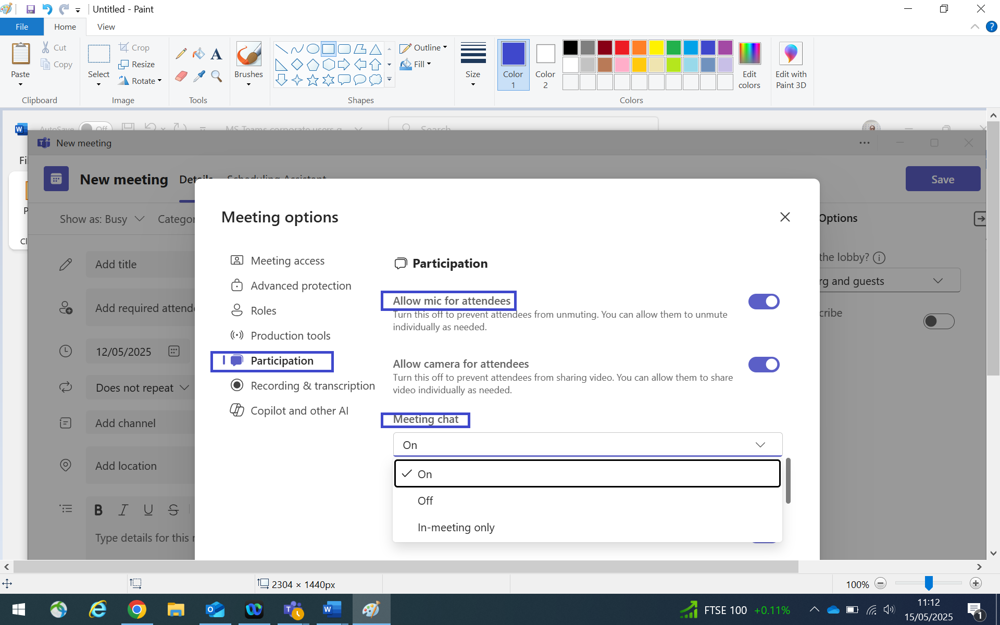 Untitled - Paint
File
Home
View
Paste
Cut
Copy
Clipboard
Select
Crop
Resize
Rotate
Image
Tools
Brushes
Shapes
Outline
Fill
Size
Color
1
Color
2
Edit
colors
Colors
Edit with
Paint 3D
AutoSave Off
MS Teams corporate users g
Search
New meeting
New meeting
Details
Scheduling Assistant
Save
Show as: Busy
Add title
Add required
12/05/2025
Does not repeat
Add channel
Add location
B I U S
Type details for this
Meeting options
Meeting access
Advanced protection
Roles
Production tools
Participation
Recording & transcription
Copilot and other AI
Participation
Allow mic for attendees
Turn this off to prevent attendees from unmuting. You can allow them to unmute
individually as needed.
Allow camera for attendees
Turn this off to prevent attendees from sharing video. You can allow them to share
video individually as needed.
Meeting chat
On
On
Off
In-meeting only
Options
the lobby?
and guests
2304 × 1440px
100%
FTSE 100 +0.11%
11:12
15/05/2025
1